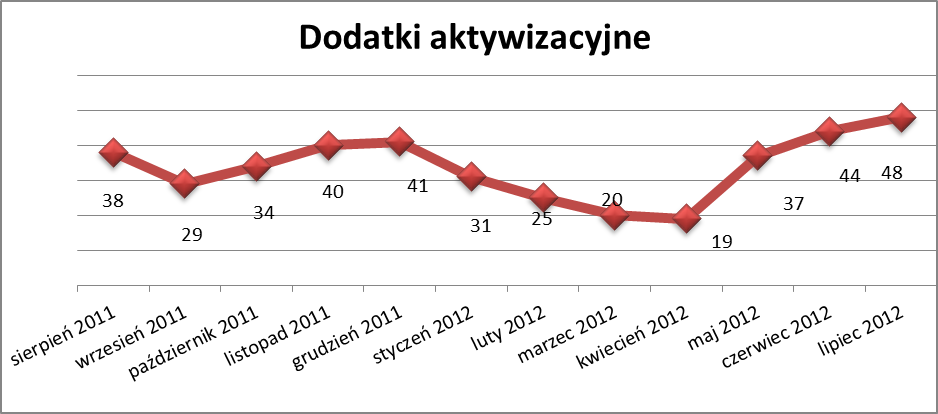 Dodatki aktywizacyjne
38
29
34
40
41
31
25
20
19
37
44
48
sierpień 2011
wrzesień 2011
październik 2011
listopad 2011
grudzień 2011
styczeń 2012
luty 2012
marzec 2012
kwiecień 2012
maj 2012
czerwiec 2012
lipiec 2012